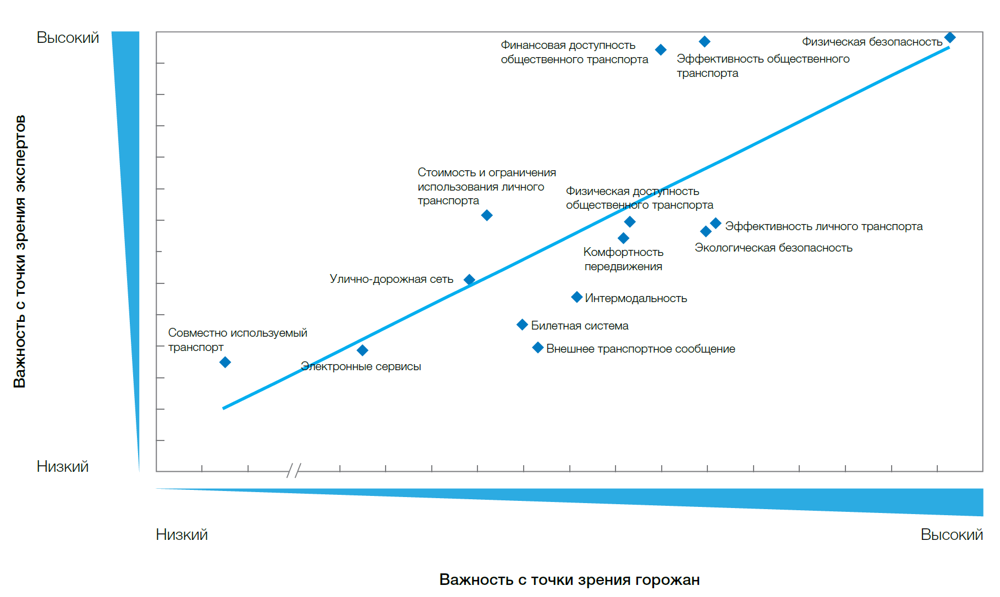 Высокий
Финансовая доступность
общественного транспорта
Эффективность общественного
транспорта
Физическая безопасность
Важность с точки зрения экспертов
Стоимость и ограничения
использования личного
транспорта
Физическая доступность
общественного транспорта
Эффективность личного транспорта
Экологическая безопасность
Комфортность
передвижения
Улично-дорожная сеть
Интермодальность
Билетная система
Совместно используемый
транспорт
Внешнее транспортное сообщение
Электронные сервисы
Низкий
Низкий
Высокий
Важность с точки зрения горожан